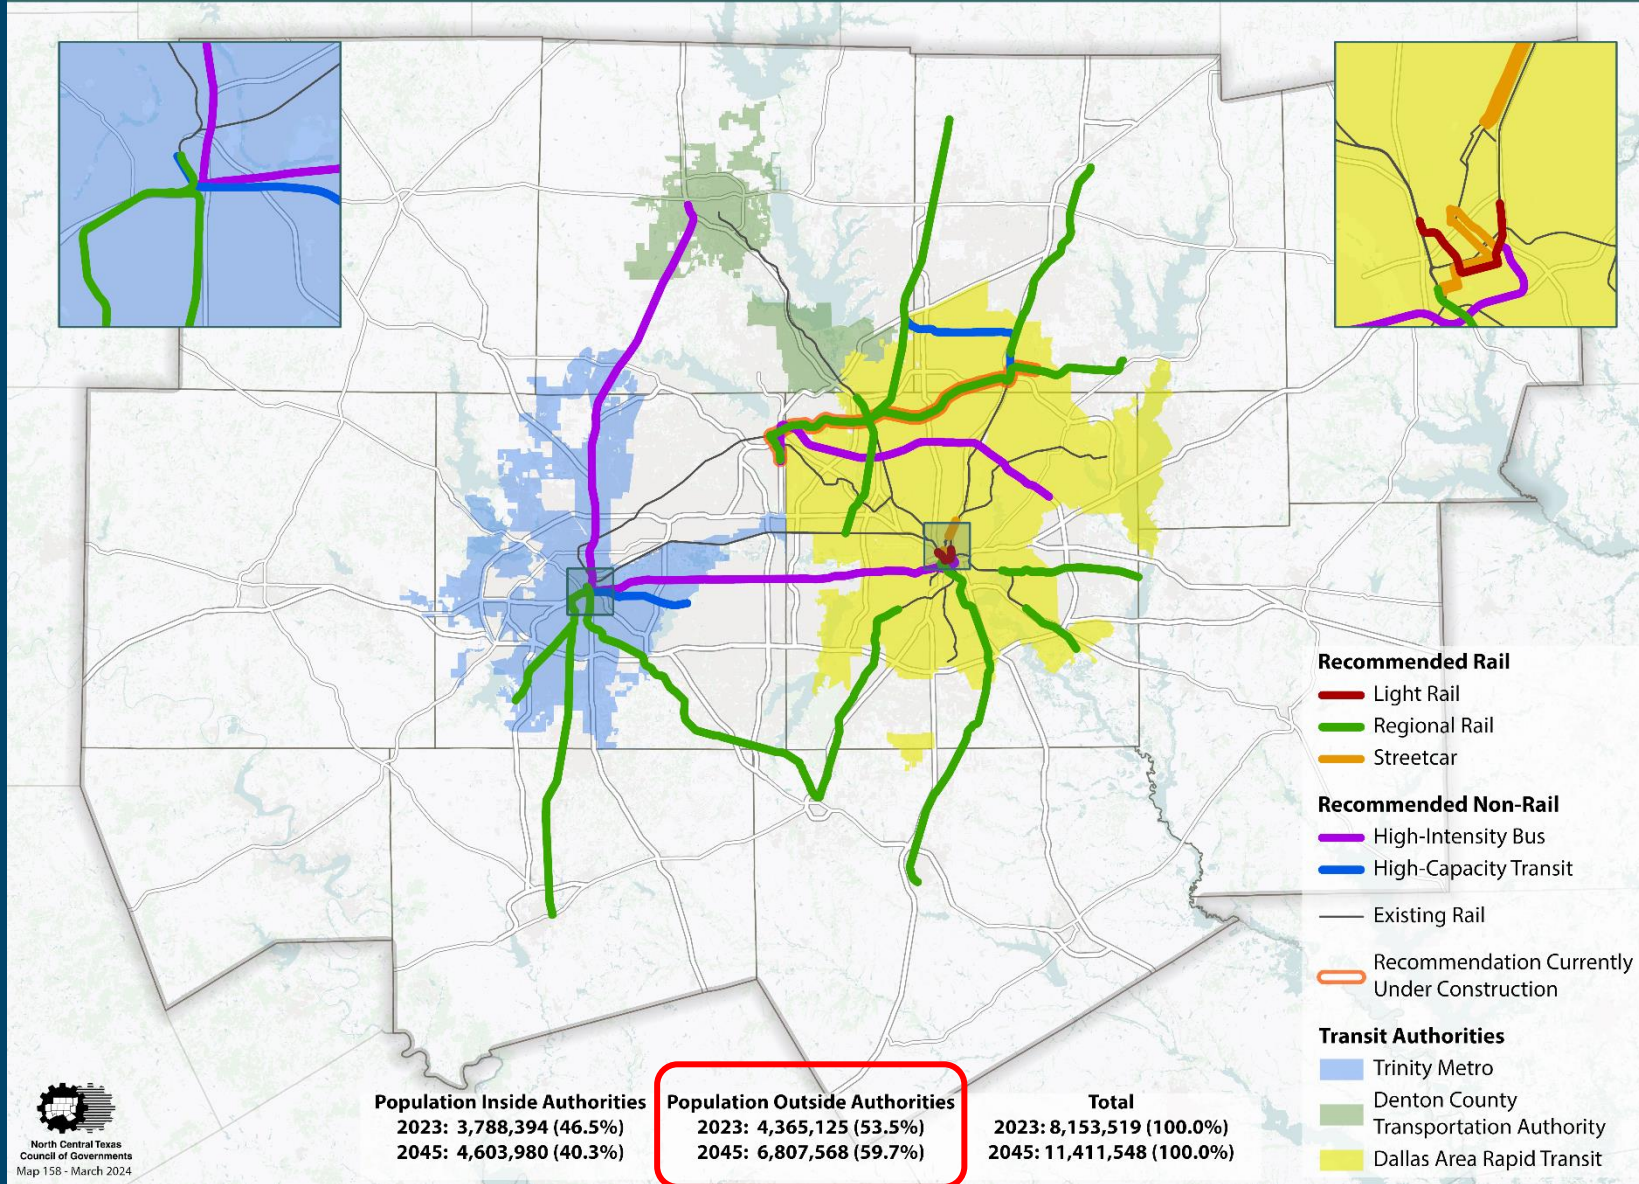 Recommended Rail
Light Rail
Regional Rail
Streetcar
Recommended Non-Rail
High-Intensity Bus
High-Capacity Transit
Existing Rail
Recommendation Currently
Under Construction
Transit Authorities
Trinity Metro
Denton County
Transportation Authority
Dallas Area Rapid Transit
Population Inside Authorities
2023: 3,788,394 (46.5%)
2045: 4,603,980 (40.3%)
Population Outside Authorities
2023: 4,365,125 (53.5%)
2045: 6,807,568 (59.7%)
Total
2023: 8,153,519 (100.0%)
2045: 11,411,548 (100.0%)
North Central Texas
Council of Governments
Map 158 - March 2024